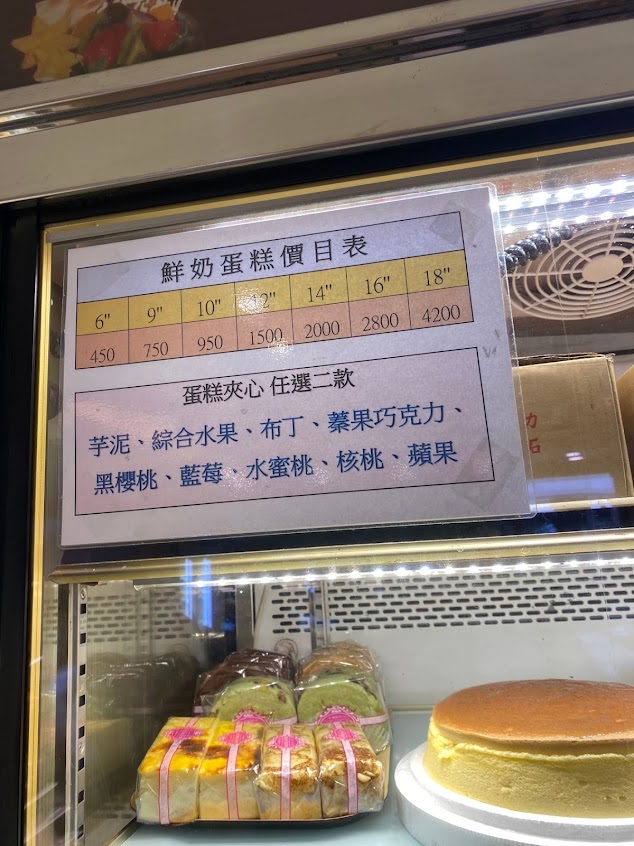 鮮奶蛋糕價目表
6" 9" 10" 12" 14" 16" 18"
450 750 950 1500 2000 2800 4200
蛋糕夾心 任選二款
芋泥、綜合水果、布丁、蓁果巧克力、
黑櫻桃、藍莓、水蜜桃、核桃、蘋果